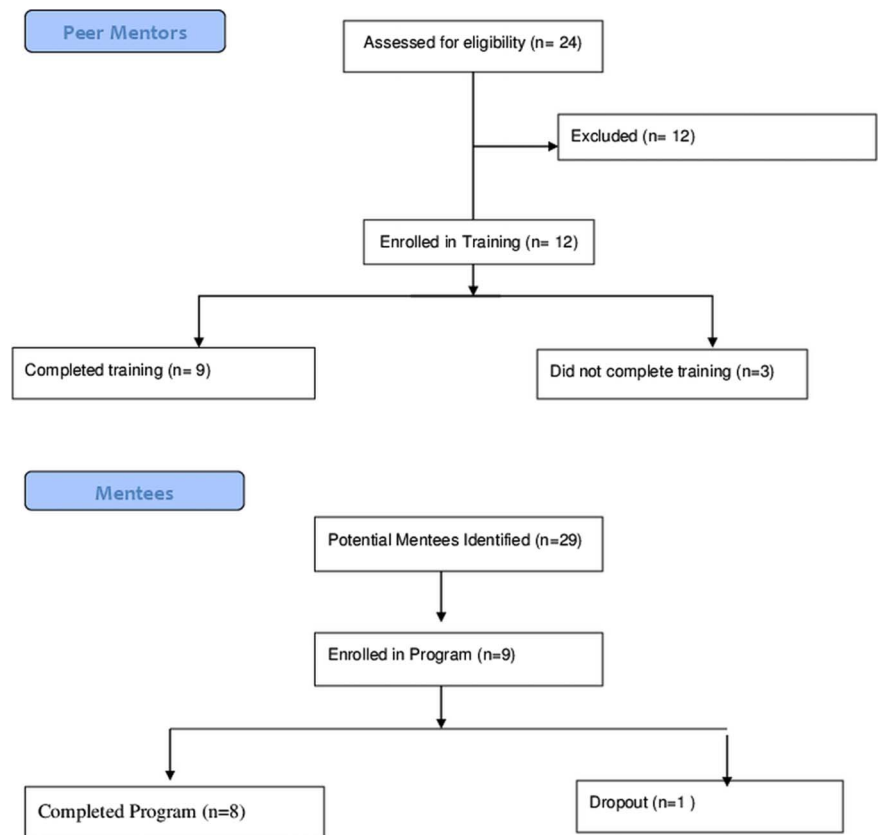 Peer Mentors
Assessed for eligibility (n= 24)
Excluded (n= 12)
Enrolled in Training (n= 12)
Completed training (n= 9)
Did not complete training (n=3)
Mentees
Potential Mentees Identified (n=29)
Enrolled in Program (n=9)
Completed Program (n=8)
Dropout (n=1 )